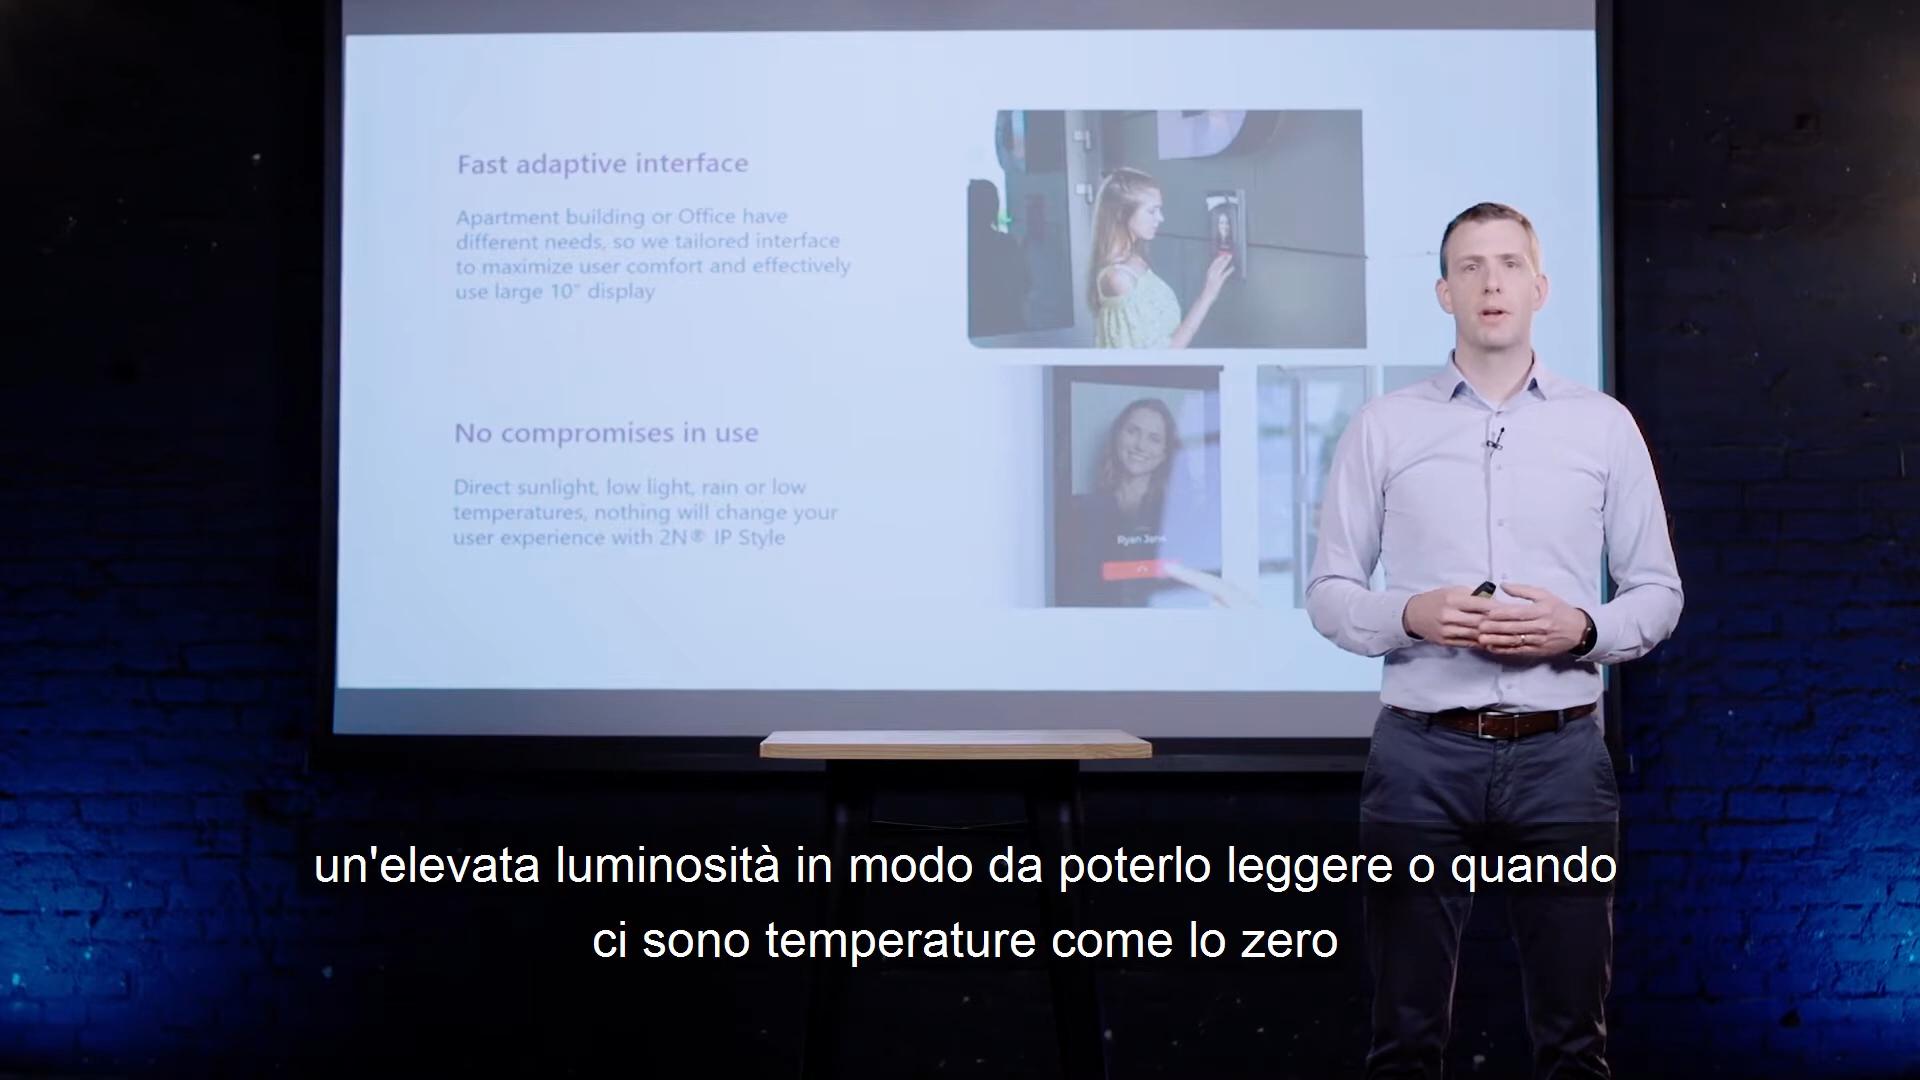 Fast adaptive interface
Apartment building or Office have
different needs, so we tailored interface
to maximize user comfort and effectively
use large 10" display
No compromises in use
Direct sunlight, low light, rain or low
temperatures, nothing will change your
user experience with 2N® IP Style
Ryan
un'elevata luminosità in modo da poterlo leggere o quando
ci sono temperature come lo zero